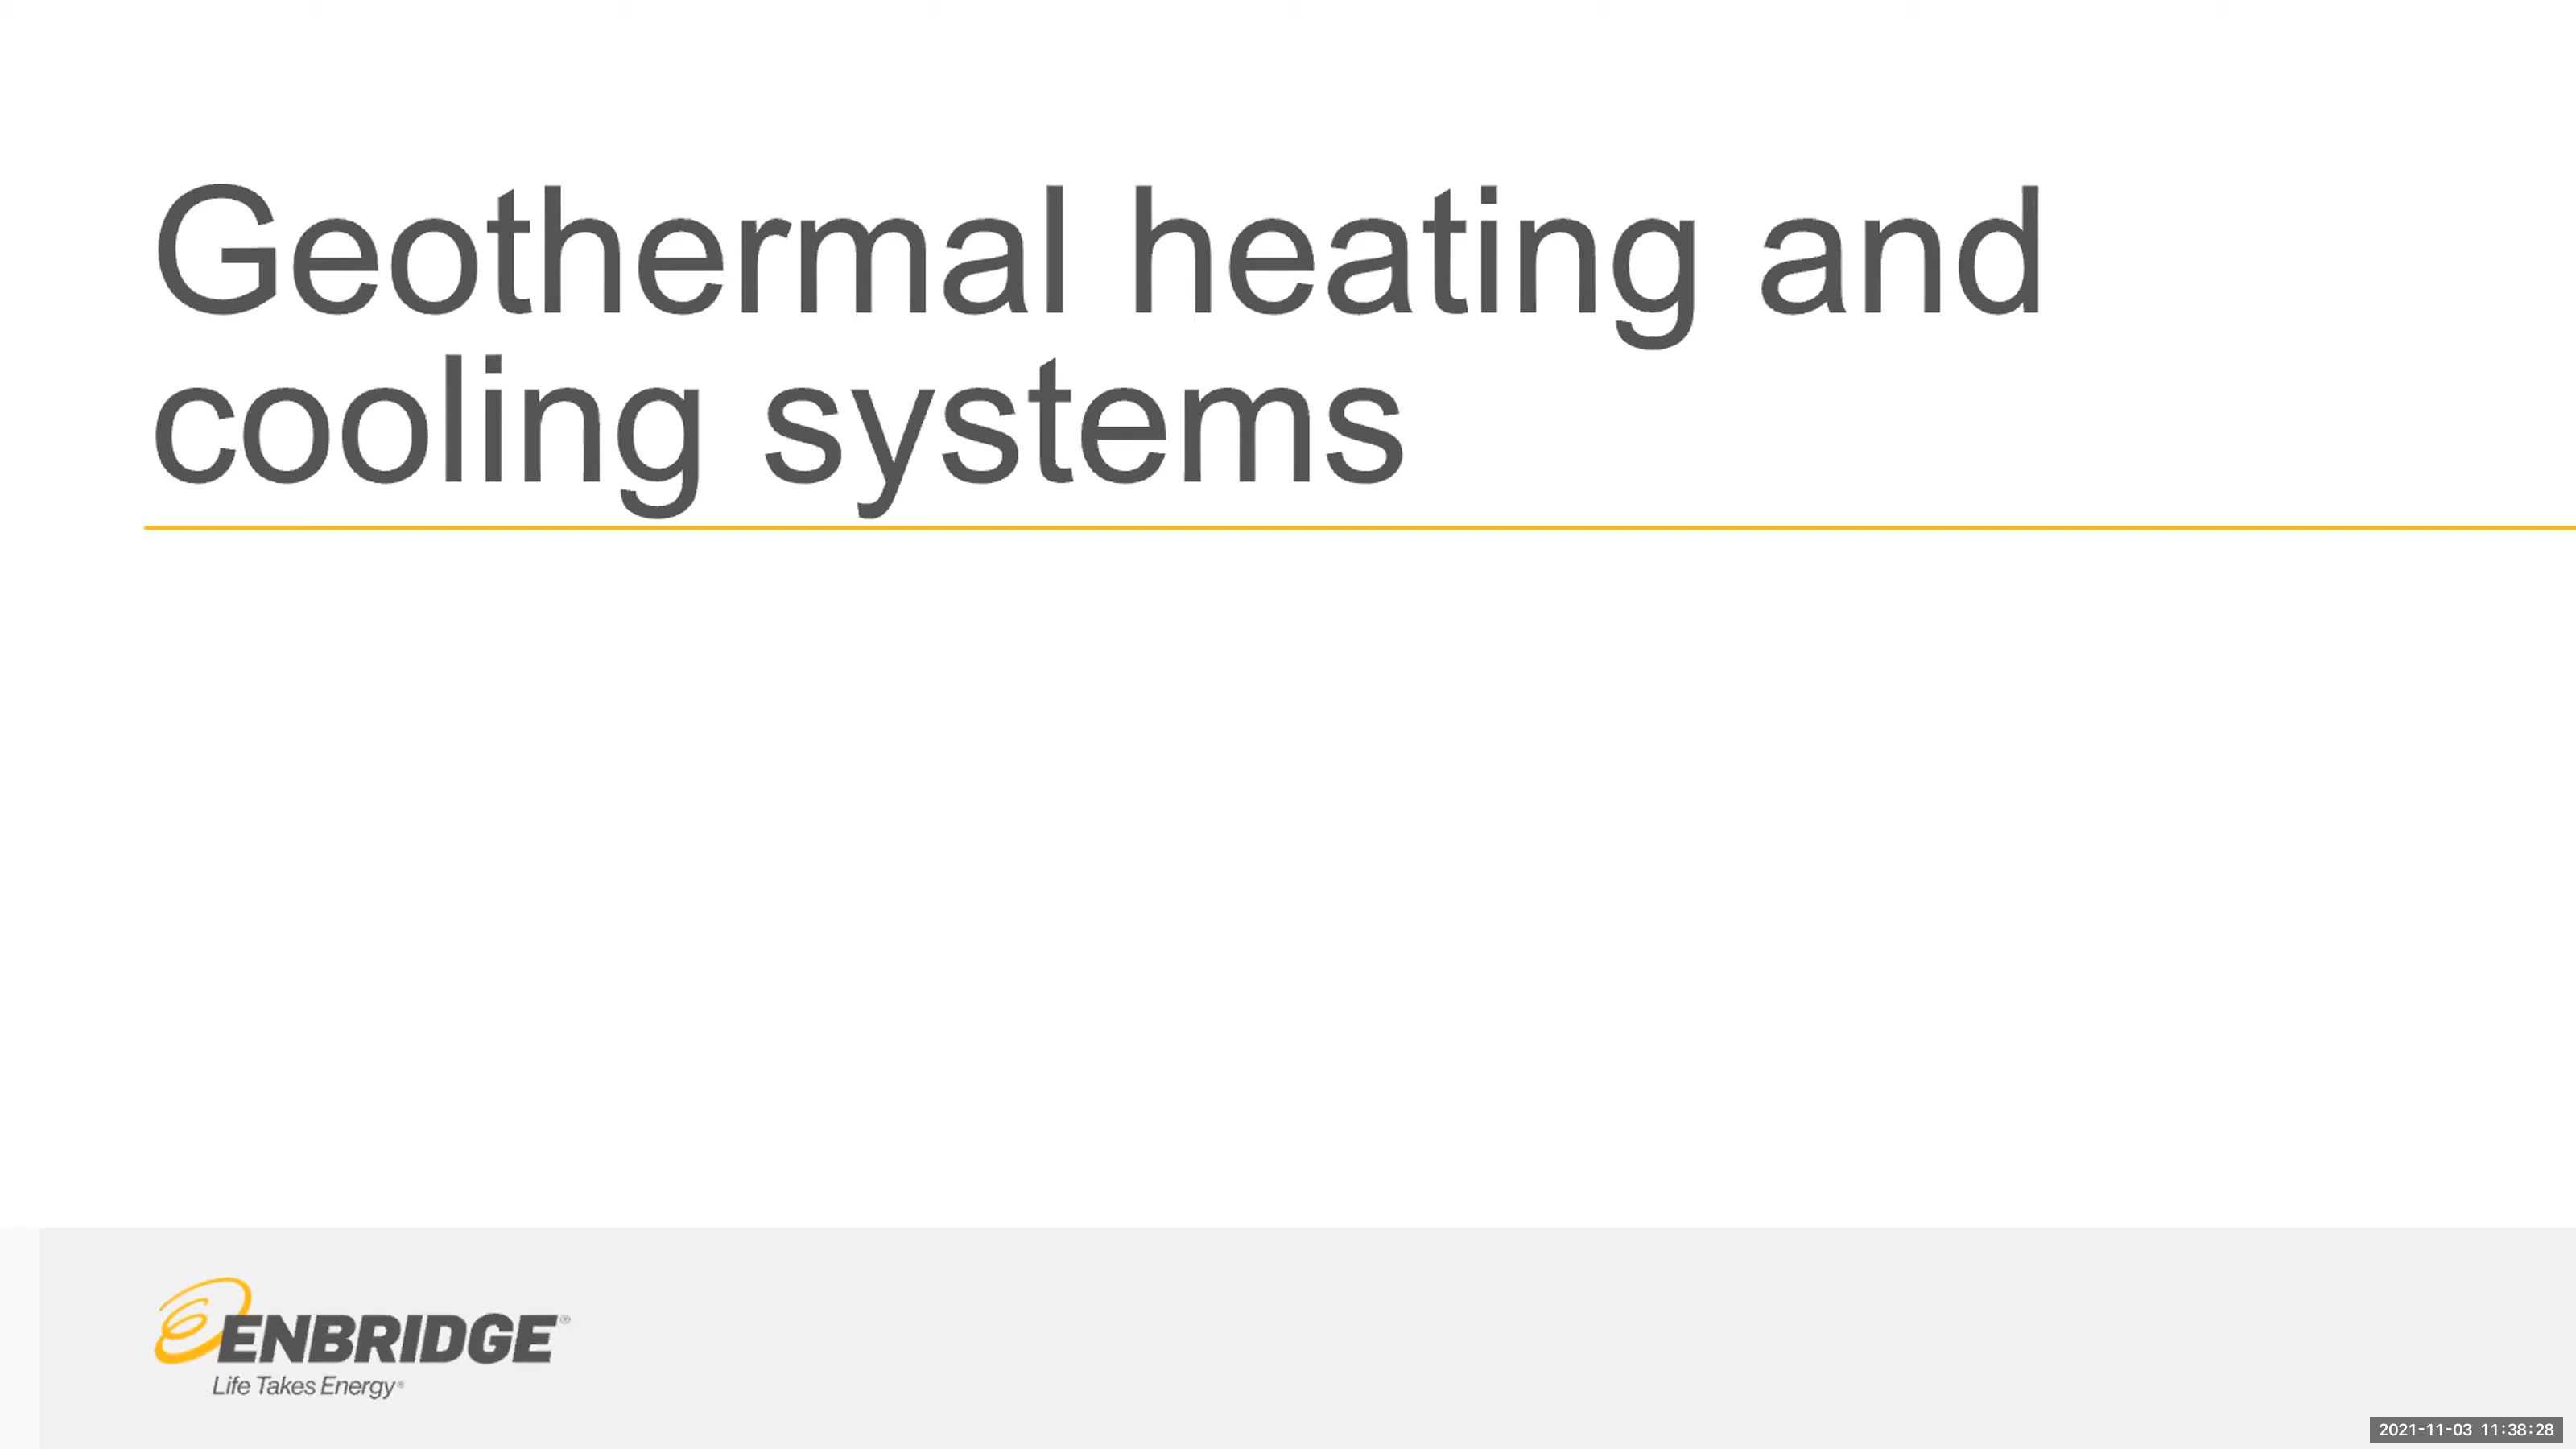 Geothermal heating and
cooling systems
ENBRIDGE®
Life Takes Energy®
2021-11-03 11:38:28